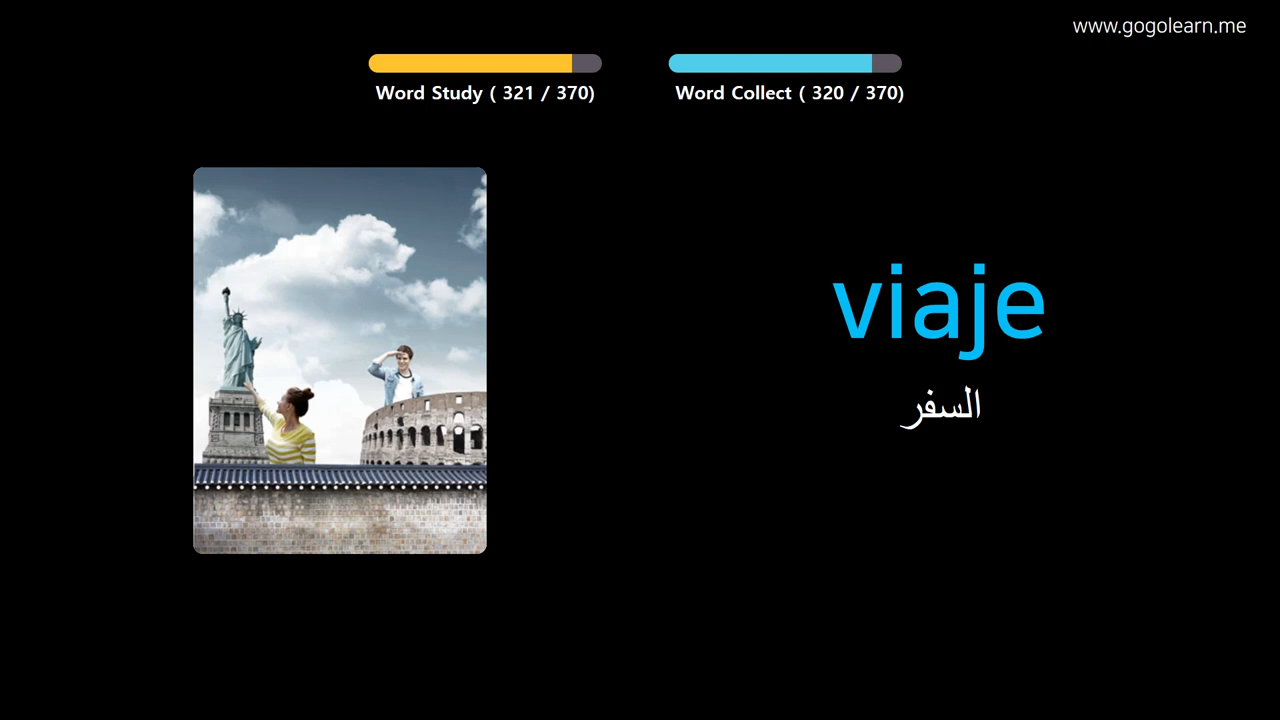 www.gogolearn.me
Word Study ( 321 / 370)
Word Collect ( 320 / 370)
viaje
السفر